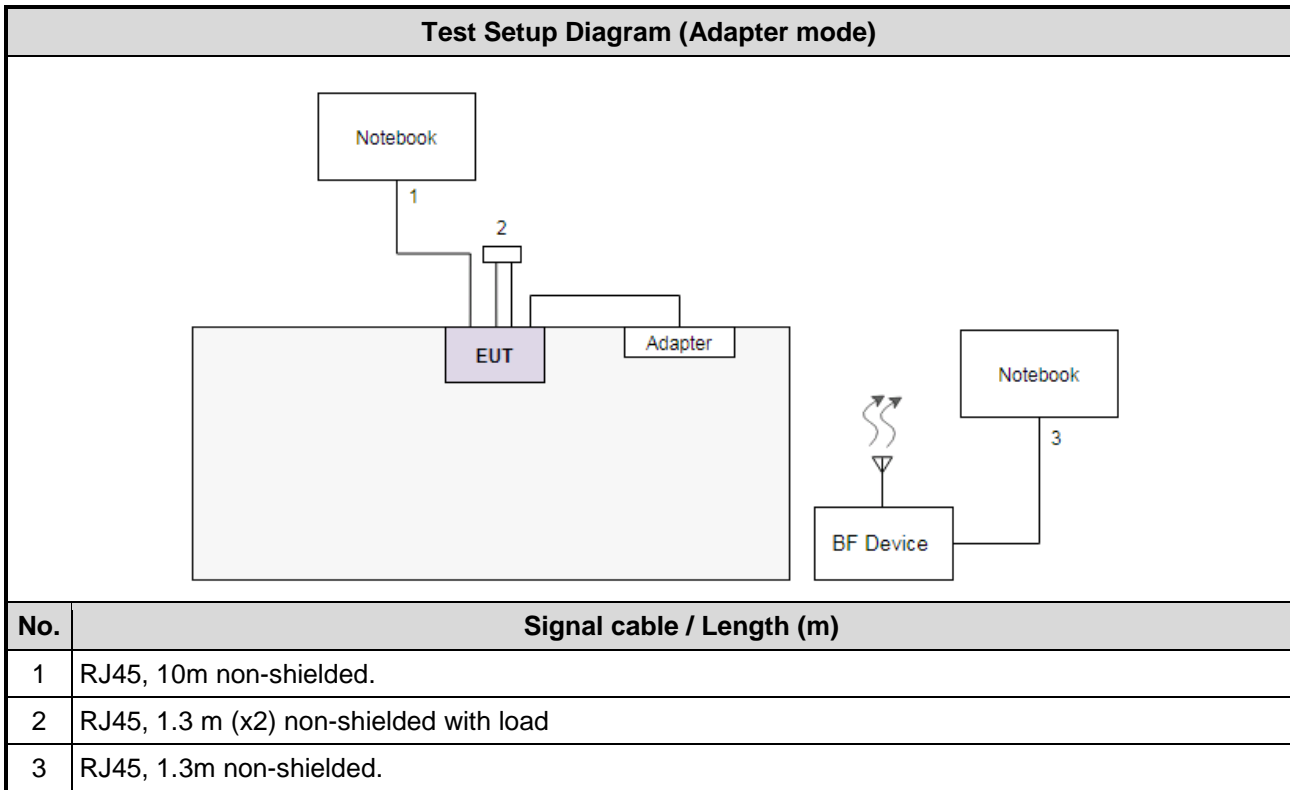 Test Setup Diagram (Adapter mode)
Notebook
1
2
EUT
Adapter
Notebook
3
BF Device
No. Signal cable / Length (m)
1 RJ45, 10m non-shielded.
2 RJ45, 1.3 m (x2) non-shielded with load
3 RJ45, 1.3m non-shielded.